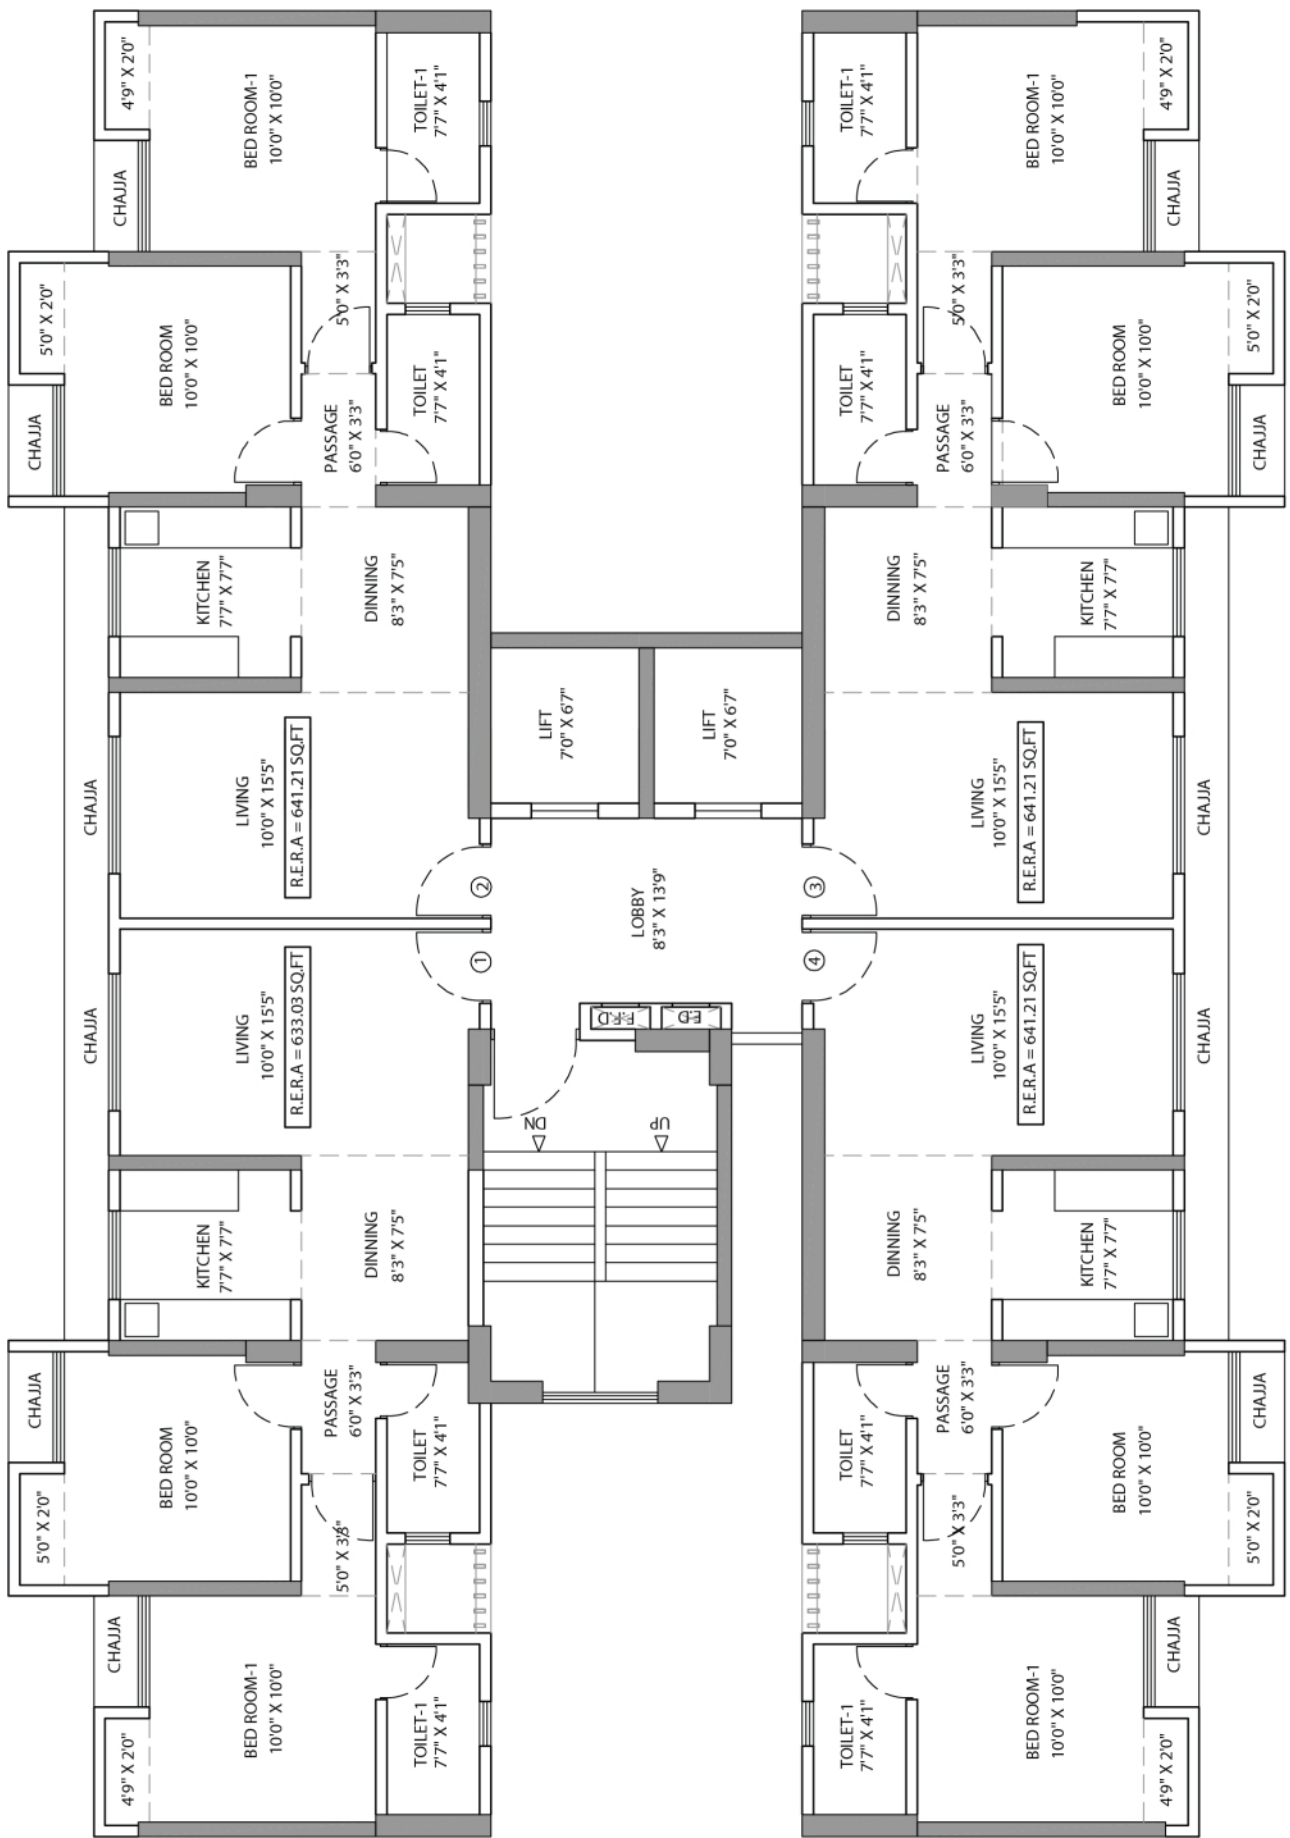 4'9" X 2'0"
BED ROOM-1
10'0" X 10'0"
TOILET-1
7'7" X 4'1"
CHAJJA
5'0" X 2'0"
BED ROOM
10'0" X 10'0"
5'0" X 3'3"
CHAJJA
PASSAGE
6'0" X 3'3"
TOILET
7'7" X 4'1"
KITCHEN
7'7" X 7'7"
DINNING
8'3" X 7'5"
CHAJJA
LIVING
10'0" X 15'5"
R.E.R.A = 641.21 SQ.FT
2
CHAJJA
LIVING
10'0" X 15'5"
R.E.R.A = 633.03 SQ.FT
1
KITCHEN
7'7" X 7'7"
DINNING
8'3" X 7'5"
CHAJJA
BED ROOM
10'0" X 10'0"
PASSAGE
6'0" X 3'3"
TOILET
7'7" X 4'1"
5'0" X 2'0"
5'0" X 3'3"
CHAJJA
BED ROOM-1
10'0" X 10'0"
TOILET-1
7'7" X 4'1"
4'9" X 2'0"
LIFT
7'0" X 6'7"
LIFT
7'0" X 6'7"
LOBBY
8'3" X 13'9"
F.F.D
E.D
DN
UP
TOILET-1
7'7" X 4'1"
BED ROOM-1
10'0" X 10'0"
4'9" X 2'0"
CHAJJA
5'0" X 3'3"
BED ROOM
10'0" X 10'0"
5'0" X 2'0"
TOILET
7'7" X 4'1"
PASSAGE
6'0" X 3'3"
CHAJJA
DINNING
8'3" X 7'5"
KITCHEN
7'7" X 7'7"
3
LIVING
10'0" X 15'5"
R.E.R.A = 641.21 SQ.FT
CHAJJA
4
LIVING
10'0" X 15'5"
R.E.R.A = 641.21 SQ.FT
CHAJJA
DINNING
8'3" X 7'5"
KITCHEN
7'7" X 7'7"
TOILET
7'7" X 4'1"
PASSAGE
6'0" X 3'3"
BED ROOM
10'0" X 10'0"
CHAJJA
5'0" X 3'3"
5'0" X 2'0"
TOILET-1
7'7" X 4'1"
BED ROOM-1
10'0" X 10'0"
CHAJJA
4'9" X 2'0"